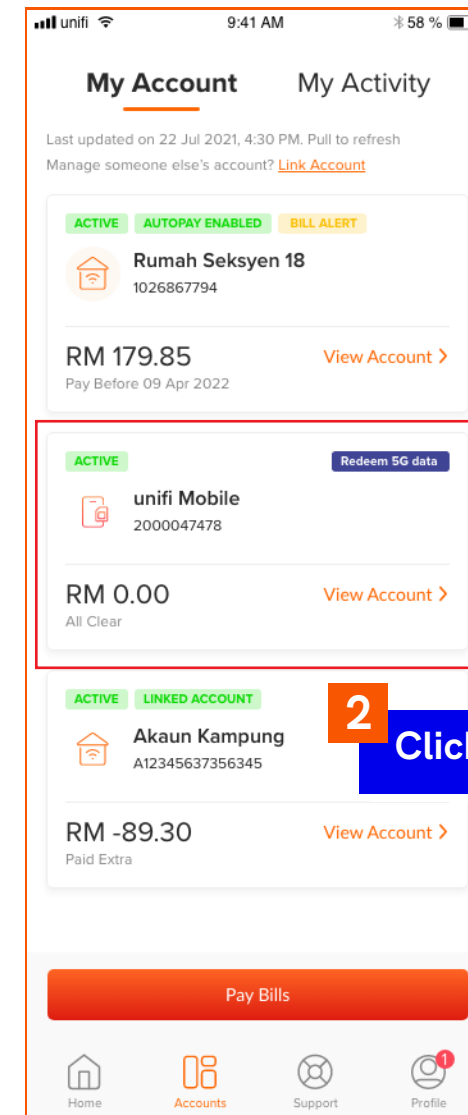 unifi 9:41 AM 58 %
My Account My Activity
Last updated on 22 Jul 2021, 4:30 PM. Pull to refresh
Manage someone else's account? Link Account
ACTIVE AUTOPAY ENABLED BILL ALERT
Rumah Seksyen 18
1026867794
RM 179.85 View Account
Pay Before 09 Apr 2022
ACTIVE Redeem 5G data
unifi Mobile
2000047478
RM 0.00 View Account
All Clear
ACTIVE LINKED ACCOUNT
2
Akaun Kampung
Click
A12345637356345
RM -89.30 View Account
Paid Extra
Pay Bills
1
Home Accounts Support Profile